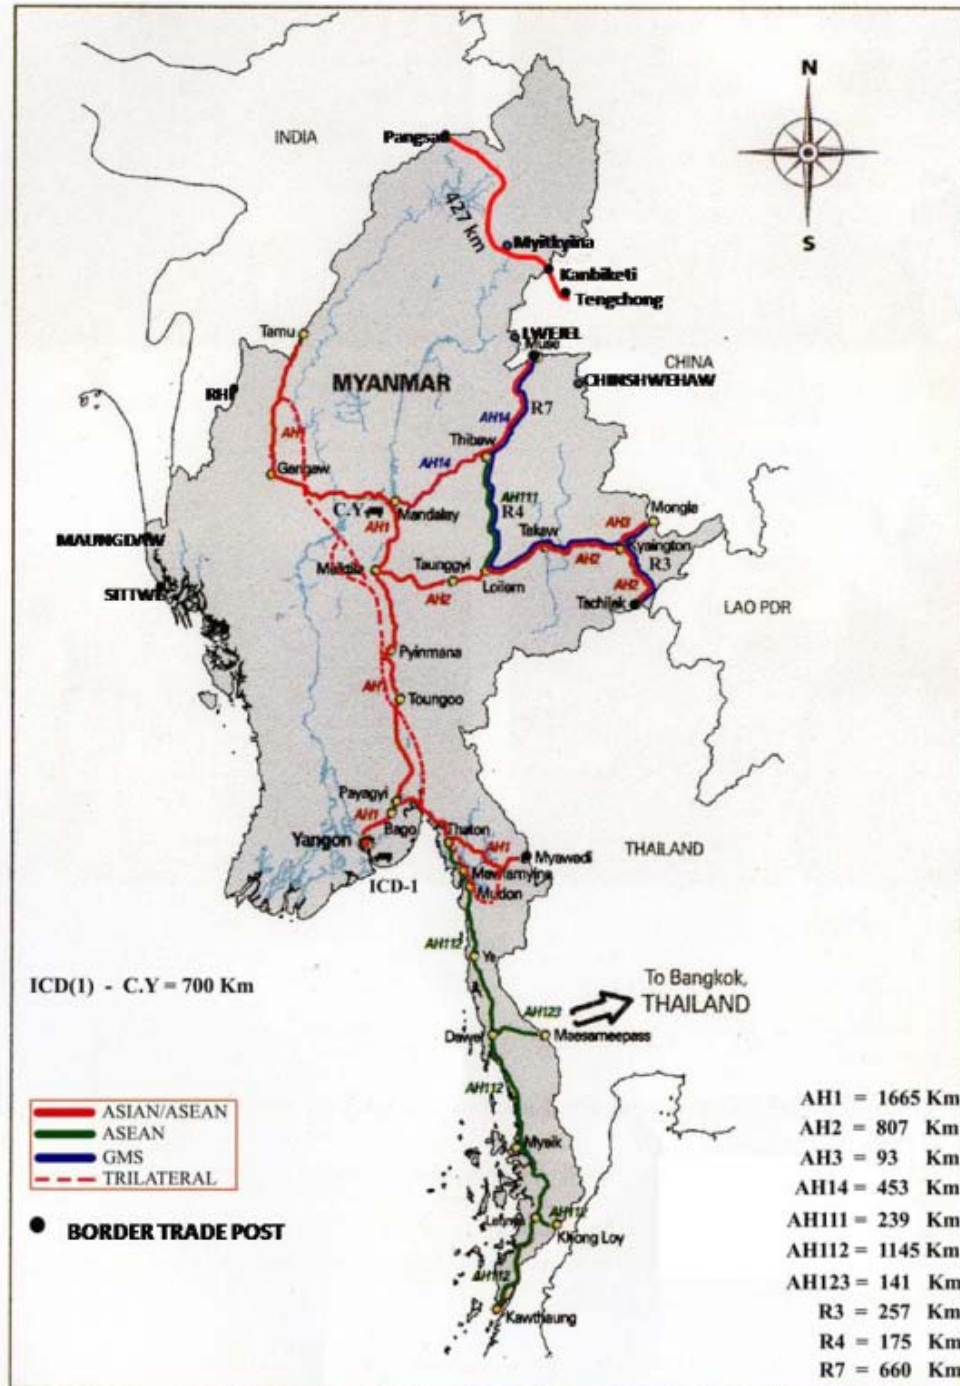 N
INDIA
Pangsau
427 km
S
Myitkyina
Kanbiketi
Tengchong
Tamu
LWEJEL
Muse
CHINA
MYANMAR
CHINSHWEHAW
RHI
R7
AH14
AH1
Thibaw
AH14
Gangaw
AH111
C.Y
R4
Mandalay
Mongla
AH3
AH1
Takaw
MAUNGDAW
Kyaington
Taunggyi
AH2
R3
Meiktila
Loilem
AH2
SITTWE
AH2
Tachilek
LAO PDR
Pyinmana
AH1
Toungoo
Payagyi
AH1
Bago
Thaton
Yangon
AH1
THAILAND
Myawadi
ICD-1
Mawlamyine
Mudon
AH112
Ye
ICD(1) - C.Y = 700 Km
To Bangkok,
THAILAND
AH123
Dawei
Maesameepass
AH112
ASIAN/ASEAN
ASEAN
GMS
TRILATERAL
BORDER TRADE POST
Myeik
Lehnya
AH112
Khong Loy
AH112
Kawthaung
AH1 = 1665 Km
AH2 = 807 Km
AH3 = 93 Km
AH14 = 453 Km
AH111 = 239 Km
AH112 = 1145 Km
AH123 = 141 Km
R3 = 257 Km
R4 = 175 Km
R7 = 660 Km